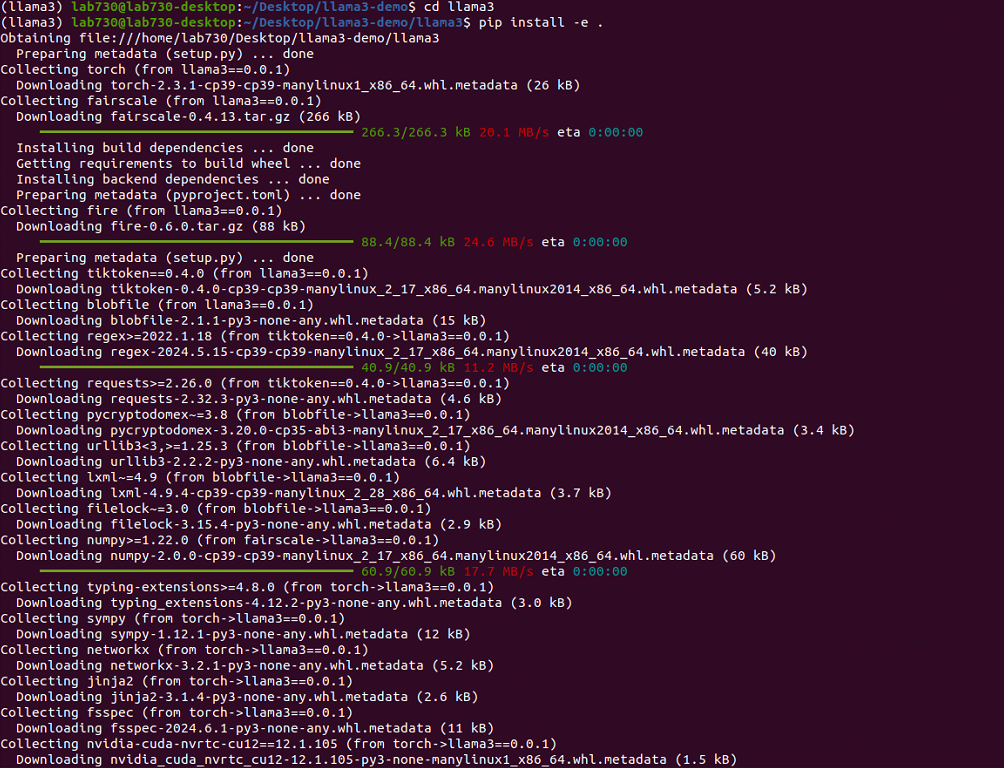 (llama3) lab730@lab730-desktop:~/Desktop/llama3-demo$ cd llama3
(llama3) lab730@lab730-desktop:~/Desktop/llama3-demo/llama3$ pip install -e .
Obtaining file:///home/lab730/Desktop/llama3-demo/llama3
  Preparing metadata (setup.py) ... done
Collecting torch (from llama3==0.0.1)
  Downloading torch-2.3.1-cp39-cp39-manylinux1_x86_64.whl.metadata (26 kB)
Collecting fairscale (from llama3==0.0.1)
  Downloading fairscale-0.4.13.tar.gz (266 kB)
266.3/266.3 kB 20.1 MB/s eta 0:00:00
  Installing build dependencies ... done
  Getting requirements to build wheel ... done
  Installing backend dependencies ... done
  Preparing metadata (pyproject.toml) ... done
Collecting fire (from llama3==0.0.1)
  Downloading fire-0.6.0.tar.gz (88 kB)
88.4/88.4 kB 24.6 MB/s eta 0:00:00
  Preparing metadata (setup.py) ... done
Collecting tiktoken==0.4.0 (from llama3==0.0.1)
  Downloading tiktoken-0.4.0-cp39-cp39-manylinux_2_17_x86_64.manylinux2014_x86_64.whl.metadata (5.2 kB)
Collecting blobfile (from llama3==0.0.1)
  Downloading blobfile-2.1.1-py3-none-any.whl.metadata (15 kB)
Collecting regex>=2022.1.18 (from tiktoken==0.4.0->llama3==0.0.1)
  Downloading regex-2024.5.15-cp39-cp39-manylinux_2_17_x86_64.manylinux2014_x86_64.whl.metadata (40 kB)
40.9/40.9 kB 11.2 MB/s eta 0:00:00
Collecting requests>=2.26.0 (from tiktoken==0.4.0->llama3==0.0.1)
  Downloading requests-2.32.3-py3-none-any.whl.metadata (4.6 kB)
Collecting pycryptodomex~=3.8 (from blobfile->llama3==0.0.1)
  Downloading pycryptodomex-3.20.0-cp35-abi3-manylinux_2_17_x86_64.manylinux2014_x86_64.whl.metadata (3.4 kB)
Collecting urllib3<3,>=1.25.3 (from blobfile->llama3==0.0.1)
  Downloading urllib3-2.2.2-py3-none-any.whl.metadata (6.4 kB)
Collecting lxml~=4.9 (from blobfile->llama3==0.0.1)
  Downloading lxml-4.9.4-cp39-cp39-manylinux_2_28_x86_64.whl.metadata (3.7 kB)
Collecting filelock~=3.0 (from blobfile->llama3==0.0.1)
  Downloading filelock-3.15.4-py3-none-any.whl.metadata (2.9 kB)
Collecting numpy>=1.22.0 (from fairscale->llama3==0.0.1)
  Downloading numpy-2.0.0-cp39-cp39-manylinux_2_17_x86_64.manylinux2014_x86_64.whl.metadata (60 kB)
60.9/60.9 kB 17.7 MB/s eta 0:00:00
Collecting typing-extensions>=4.8.0 (from torch->llama3==0.0.1)
  Downloading typing_extensions-4.12.2-py3-none-any.whl.metadata (3.0 kB)
Collecting sympy (from torch->llama3==0.0.1)
  Downloading sympy-1.12.1-py3-none-any.whl.metadata (12 kB)
Collecting networkx (from torch->llama3==0.0.1)
  Downloading networkx-3.2.1-py3-none-any.whl.metadata (5.2 kB)
Collecting jinja2 (from torch->llama3==0.0.1)
  Downloading jinja2-3.1.4-py3-none-any.whl.metadata (2.6 kB)
Collecting fsspec (from torch->llama3==0.0.1)
  Downloading fsspec-2024.6.1-py3-none-any.whl.metadata (11 kB)
Collecting nvidia-cuda-nvrtc-cu12==12.1.105 (from torch->llama3==0.0.1)
  Downloading nvidia_cuda_nvrtc_cu12-12.1.105-py3-none-manylinux1_x86_64.whl.metadata (1.5 kB)